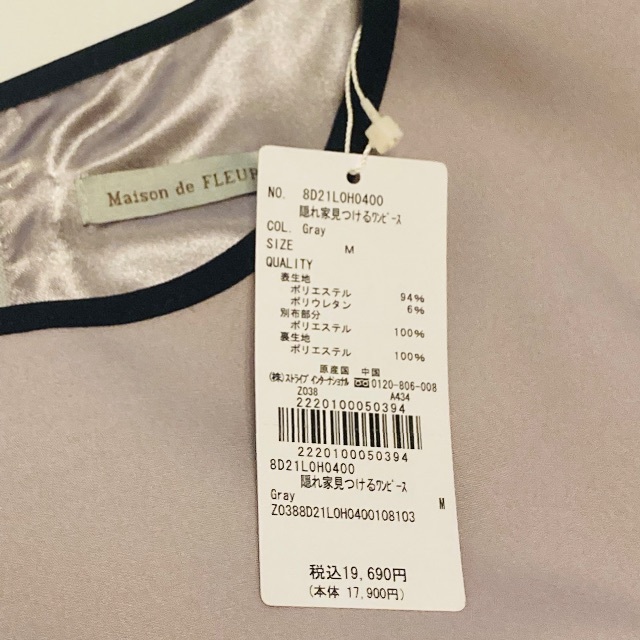 Maison de FLEUR
NO. 8D21L0H0400
隠れ家見つけるﾜﾝﾋﾟｰｽ
COL. Gray
SIZE M
QUALITY
表生地
ポリエステル 94%
ポリウレタン 6%
別布部分
ポリエステル 100%
裏生地
ポリエステル 100%
原産国 中国
(株)ストライプ インターナショナル 0120-806-008
Z038 A434
2220100050394
2220100050394
8D21L0H0400
隠れ家見つけるﾜﾝﾋﾟｰｽ
Gray M
Z0388D21L0H0400108103
税込19,690円
(本体 17,900円)